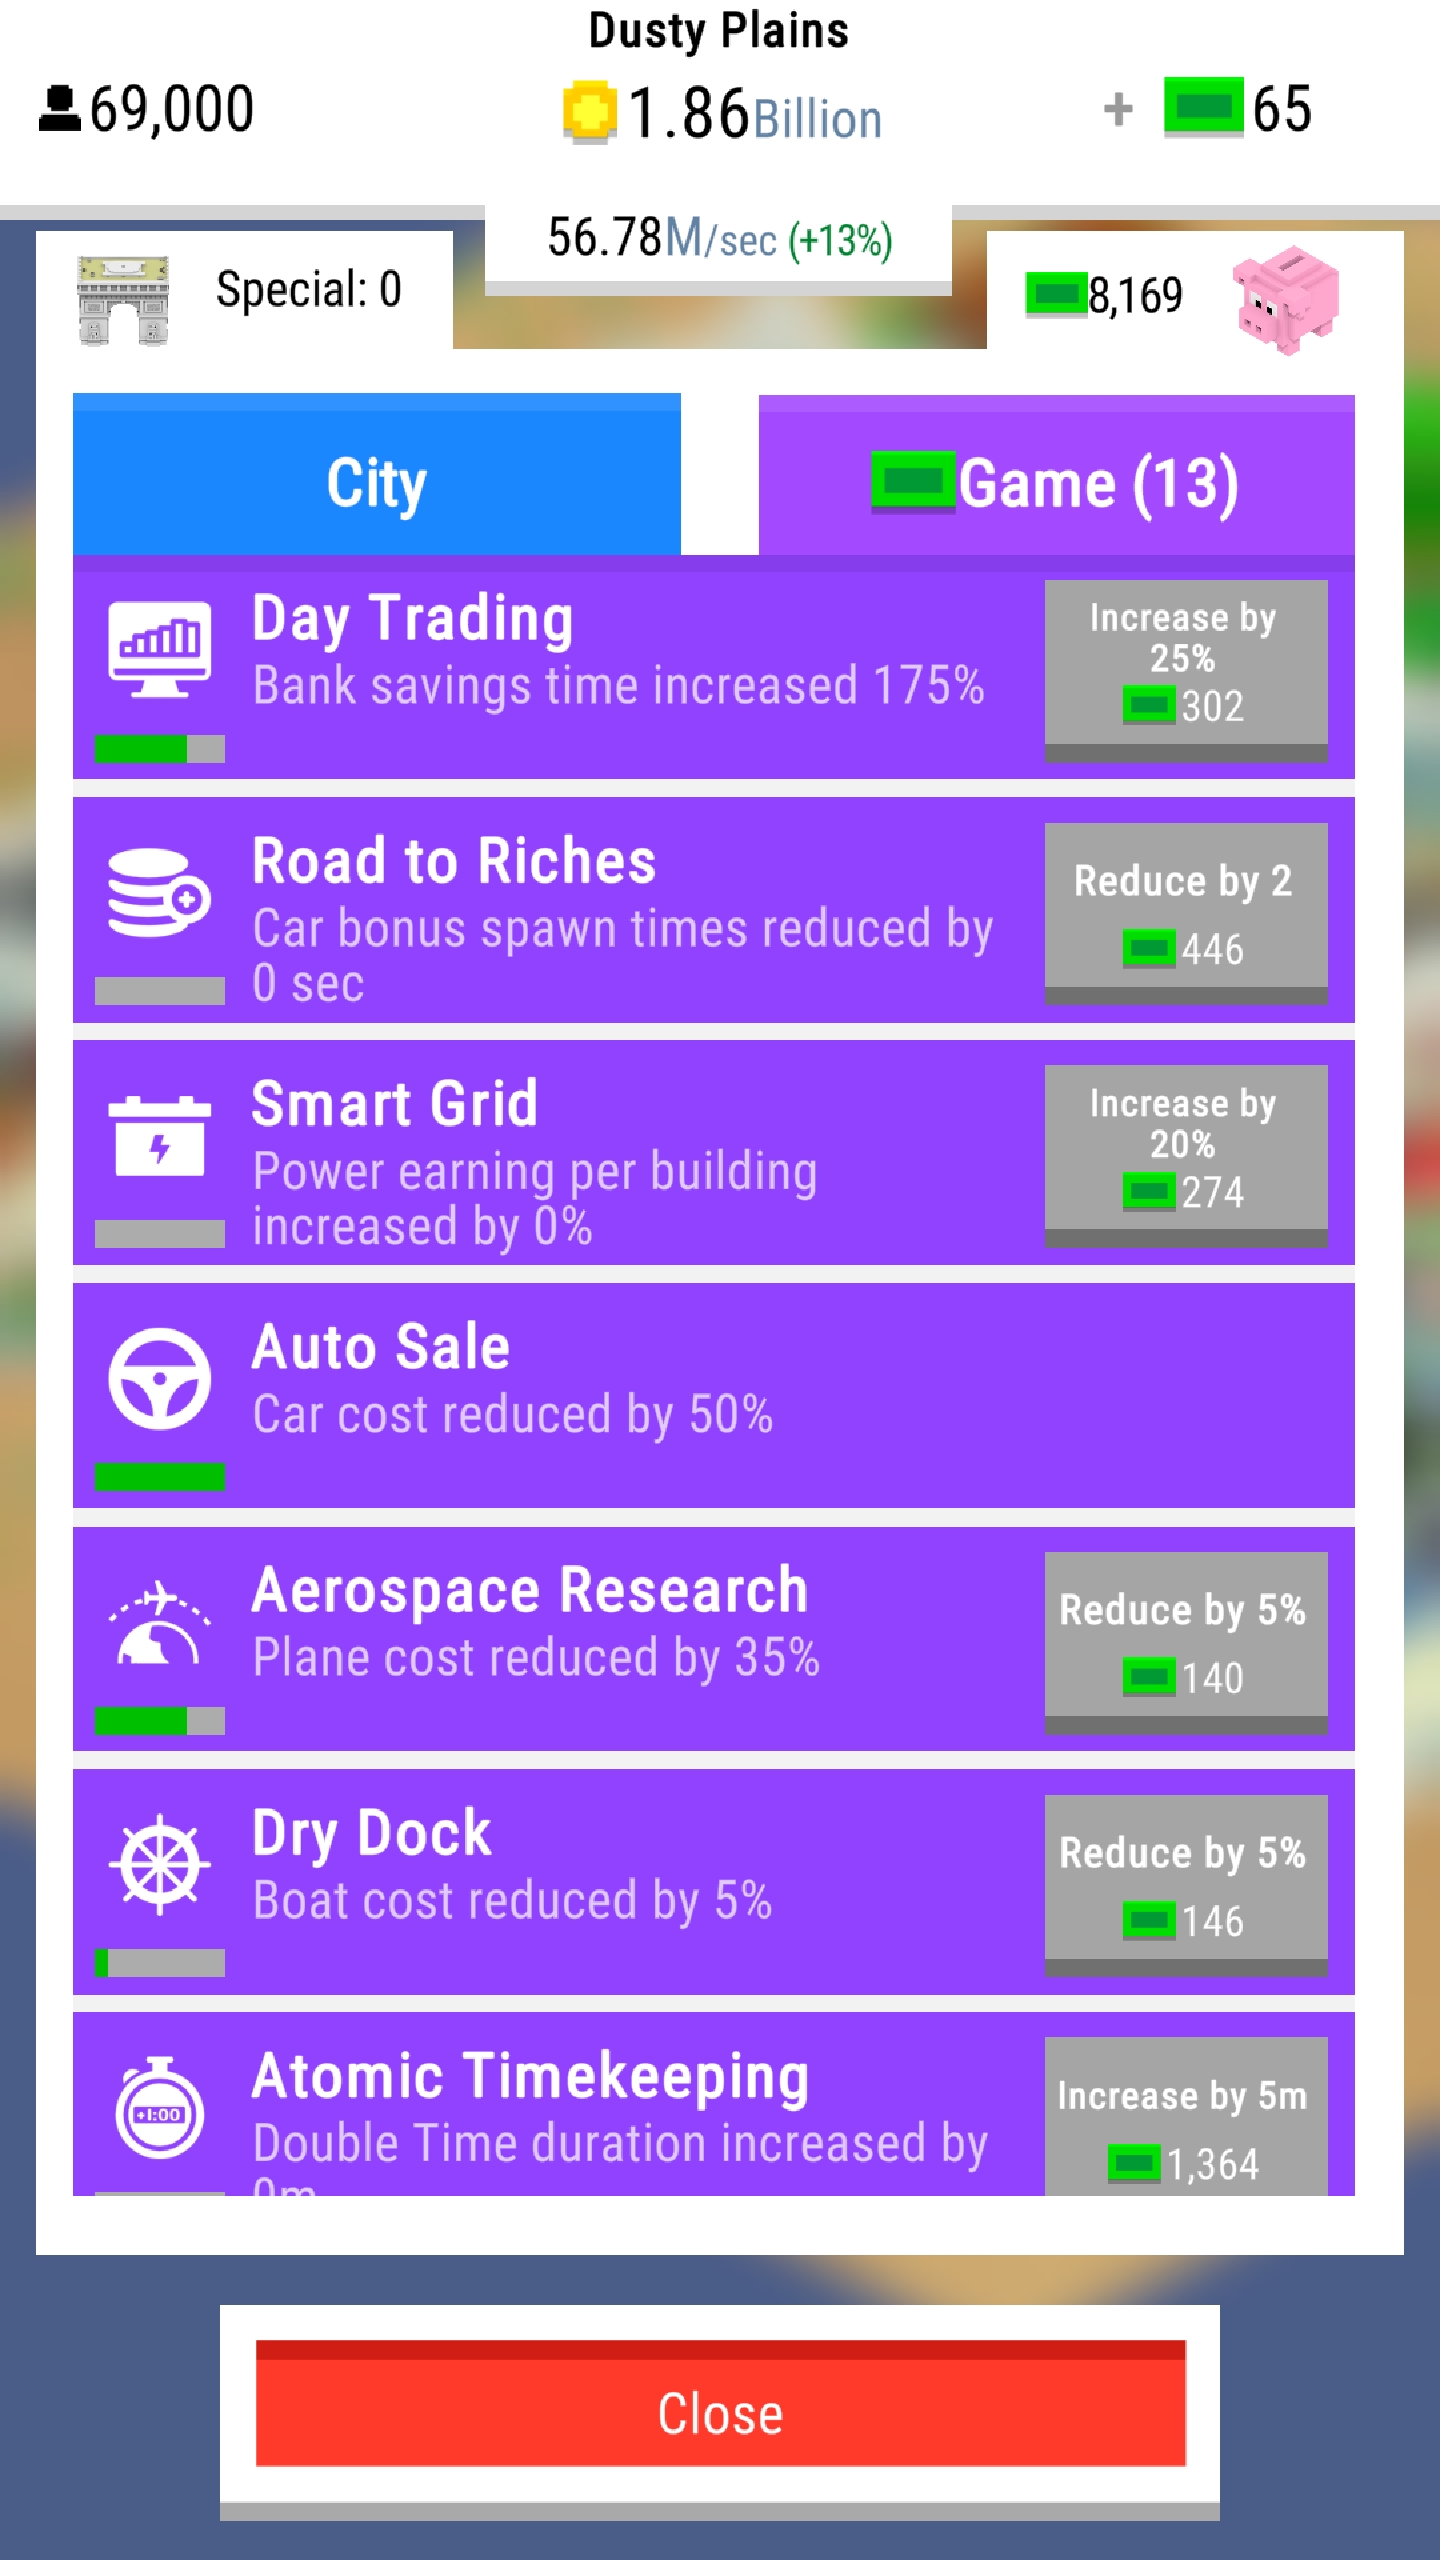 Dusty Plains
69,000
1.86Billion
+ 65
56.78M/sec (+13%)
Special: 0
8,169
City
Game (13)
Day Trading
Bank savings time increased 175%
Increase by
25%
302
Road to Riches
Car bonus spawn times reduced by
0 sec
Reduce by 2
446
Smart Grid
Power earning per building
increased by 0%
Increase by
20%
274
Auto Sale
Car cost reduced by 50%
Aerospace Research
Plane cost reduced by 35%
Reduce by 5%
140
Dry Dock
Boat cost reduced by 5%
Reduce by 5%
146
+1:00
Atomic Timekeeping
Double Time duration increased by
0m
Increase by 5m
1,364
Close